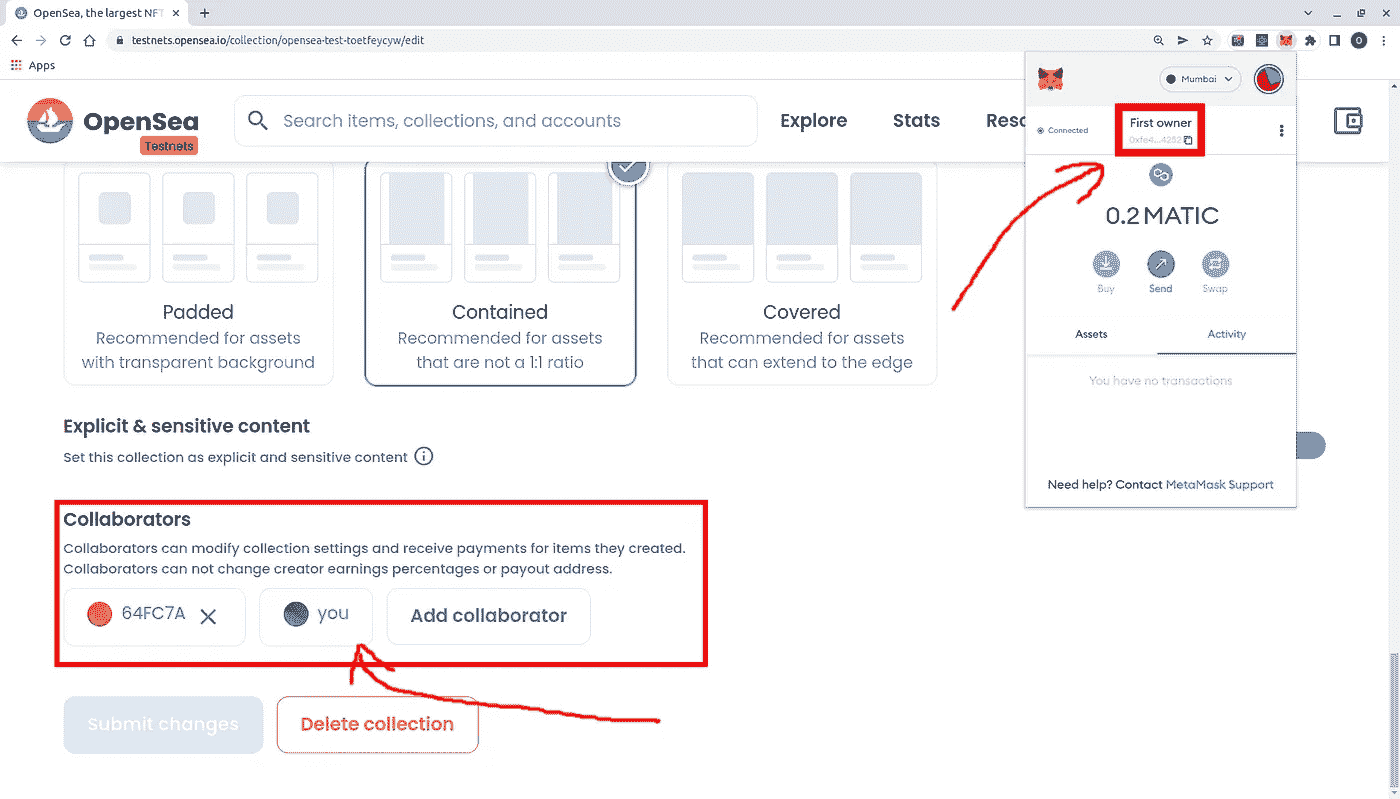 OpenSea, the largest NFT
testnets.opensea.io/collection/opensea-test-toetfeycyw/edit
Apps
OpenSea
Testnets
Search items, collections, and accounts
Explore
Stats
Reso
Mumbai
Connected
First owner
0xfe4...4252
0.2 MATIC
Buy
Send
Swap
Assets
Activity
You have no transactions
Need help? Contact MetaMask Support
Padded
Recommended for assets
with transparent background
Contained
Recommended for assets
that are not a 1:1 ratio
Covered
Recommended for assets
that can extend to the edge
Explicit & sensitive content
Set this collection as explicit and sensitive content
Collaborators
Collaborators can modify collection settings and receive payments for items they created.
Collaborators can not change creator earnings percentages or payout address.
64FC7A
you
Add collaborator
Submit changes
Delete collection